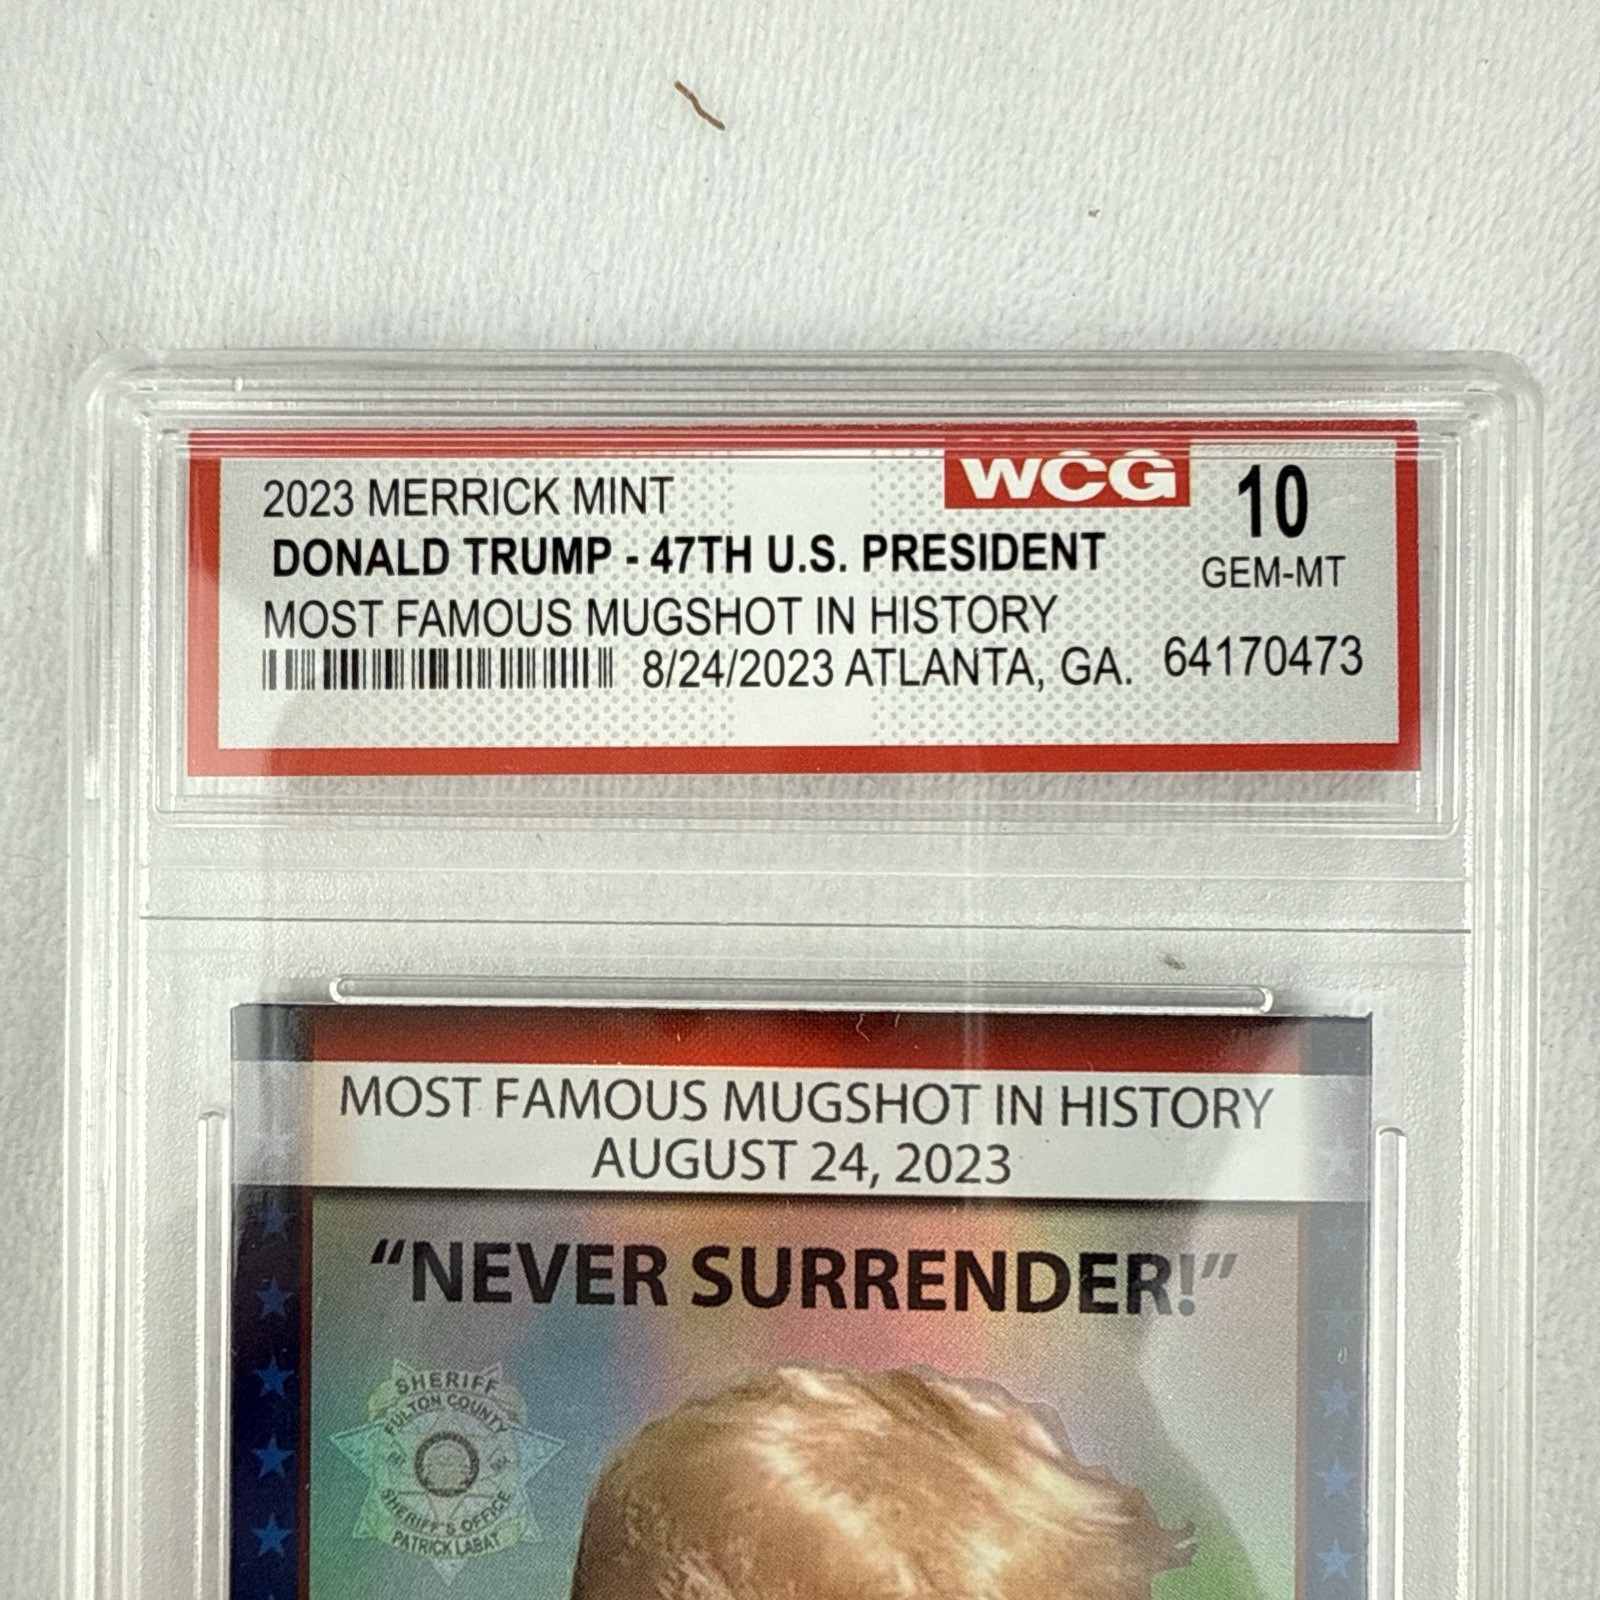 2023 MERRICK MINT
WCG
10
DONALD TRUMP - 47TH U.S. PRESIDENT
GEM-MT
MOST FAMOUS MUGSHOT IN HISTORY
8/24/2023 ATLANTA, GA.
64170473
MOST FAMOUS MUGSHOT IN HISTORY
AUGUST 24, 2023
“NEVER SURRENDER!”
SHERIFF
FULTON COUNTY
SHERIFF'S OFFICE
PATRICK LABAT